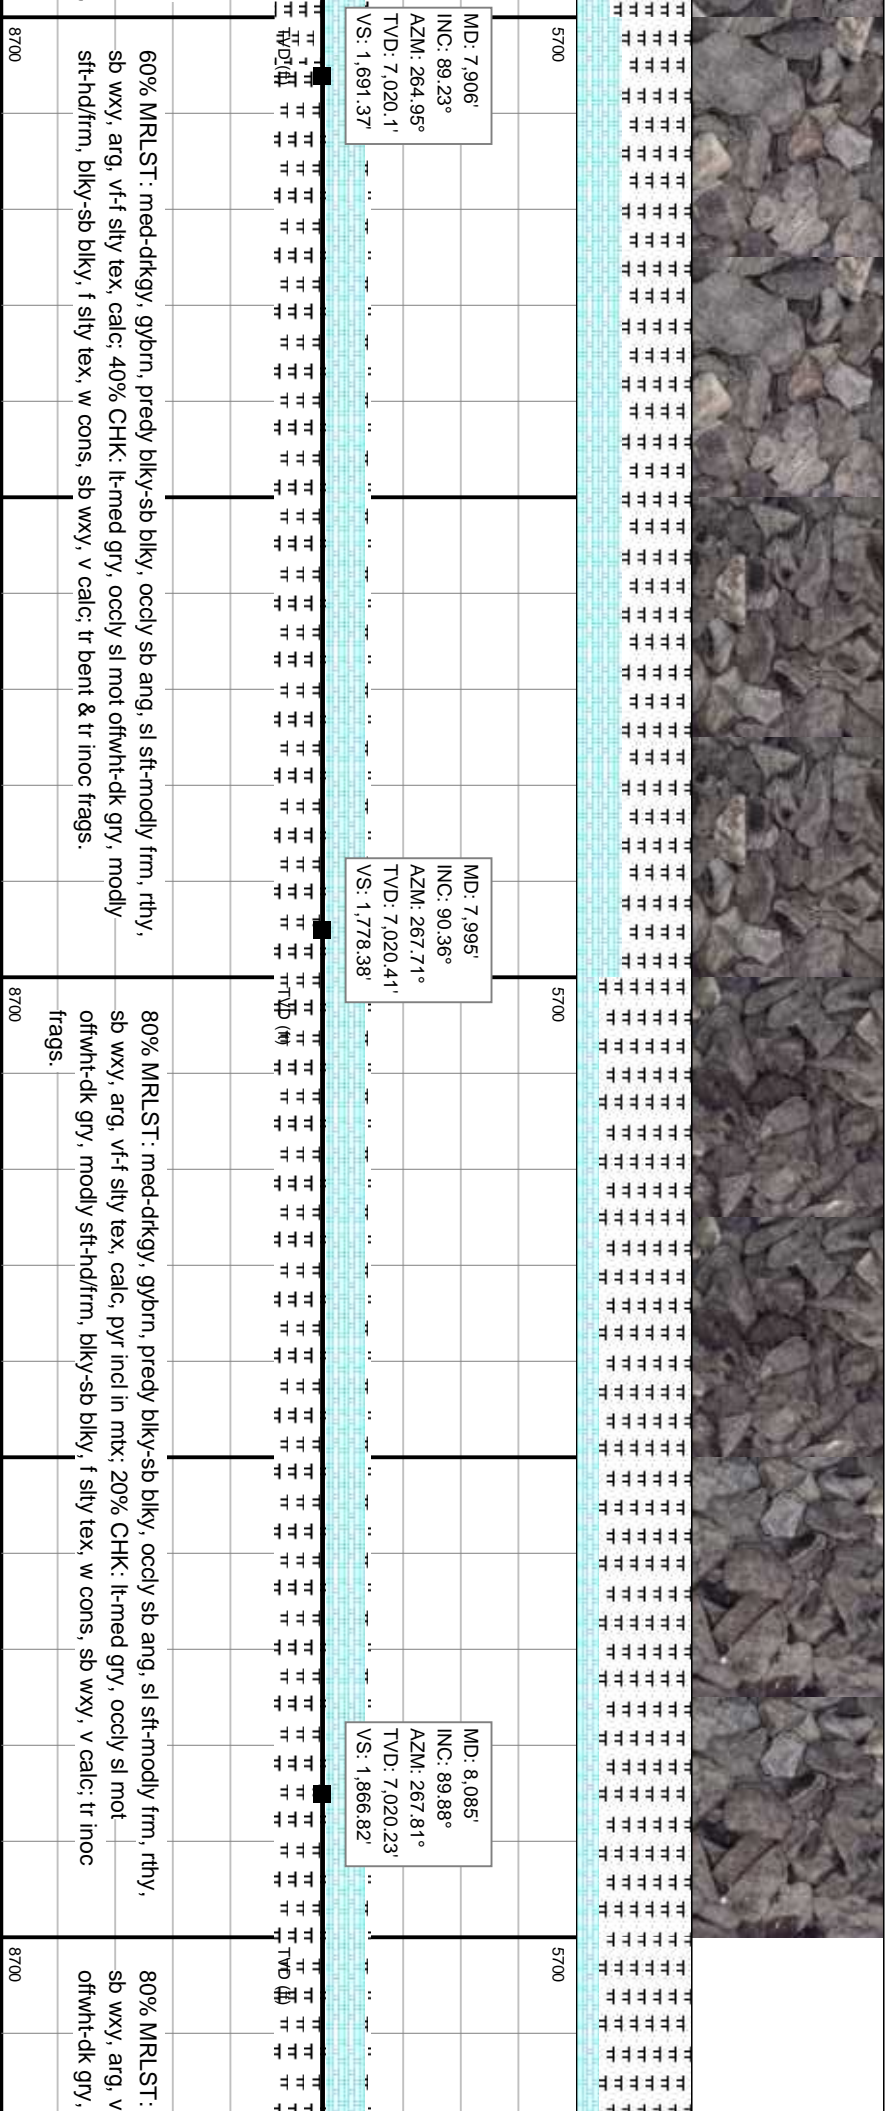 5700
8700
TVD (ft)
MD: 7,906'
INC: 89.23°
AZM: 264.95°
TVD: 7,020.1'
VS: 1,691.37'
60% MRLST: med-drkgy, gybrn, predy blky-sb blky, occly sb ang, sl sft-modly frm, rthy,
sb wxy, arg, vf-f slty tex, calc; 40% CHK: lt-med gry, occly sl mot offwht-dk gry, modly
sft-hd/frm, blky-sb blky, f slty tex, w cons, sb wxy, v calc; tr bent & tr inoc frags.
MD: 7,995'
INC: 90.36°
AZM: 267.71°
TVD: 7,020.41'
VS: 1,778.38'
5700
8700
TVD (ft)
80% MRLST: med-drkgy, gybrn, predy blky-sb blky, occly sb ang, sl sft-modly frm, rthy,
sb wxy, arg, vf-f slty tex, calc, pyr incl in mtx; 20% CHK: lt-med gry, occly sl mot
offwht-dk gry, modly sft-hd/frm, blky-sb blky, f slty tex, w cons, sb wxy, v calc; tr inoc
frags.
MD: 8,085'
INC: 89.88°
AZM: 267.81°
TVD: 7,020.23'
VS: 1,866.82'
5700
8700
TVD (ft)
80% MRLST:
sb wxy, arg, v
offwht-dk gry,